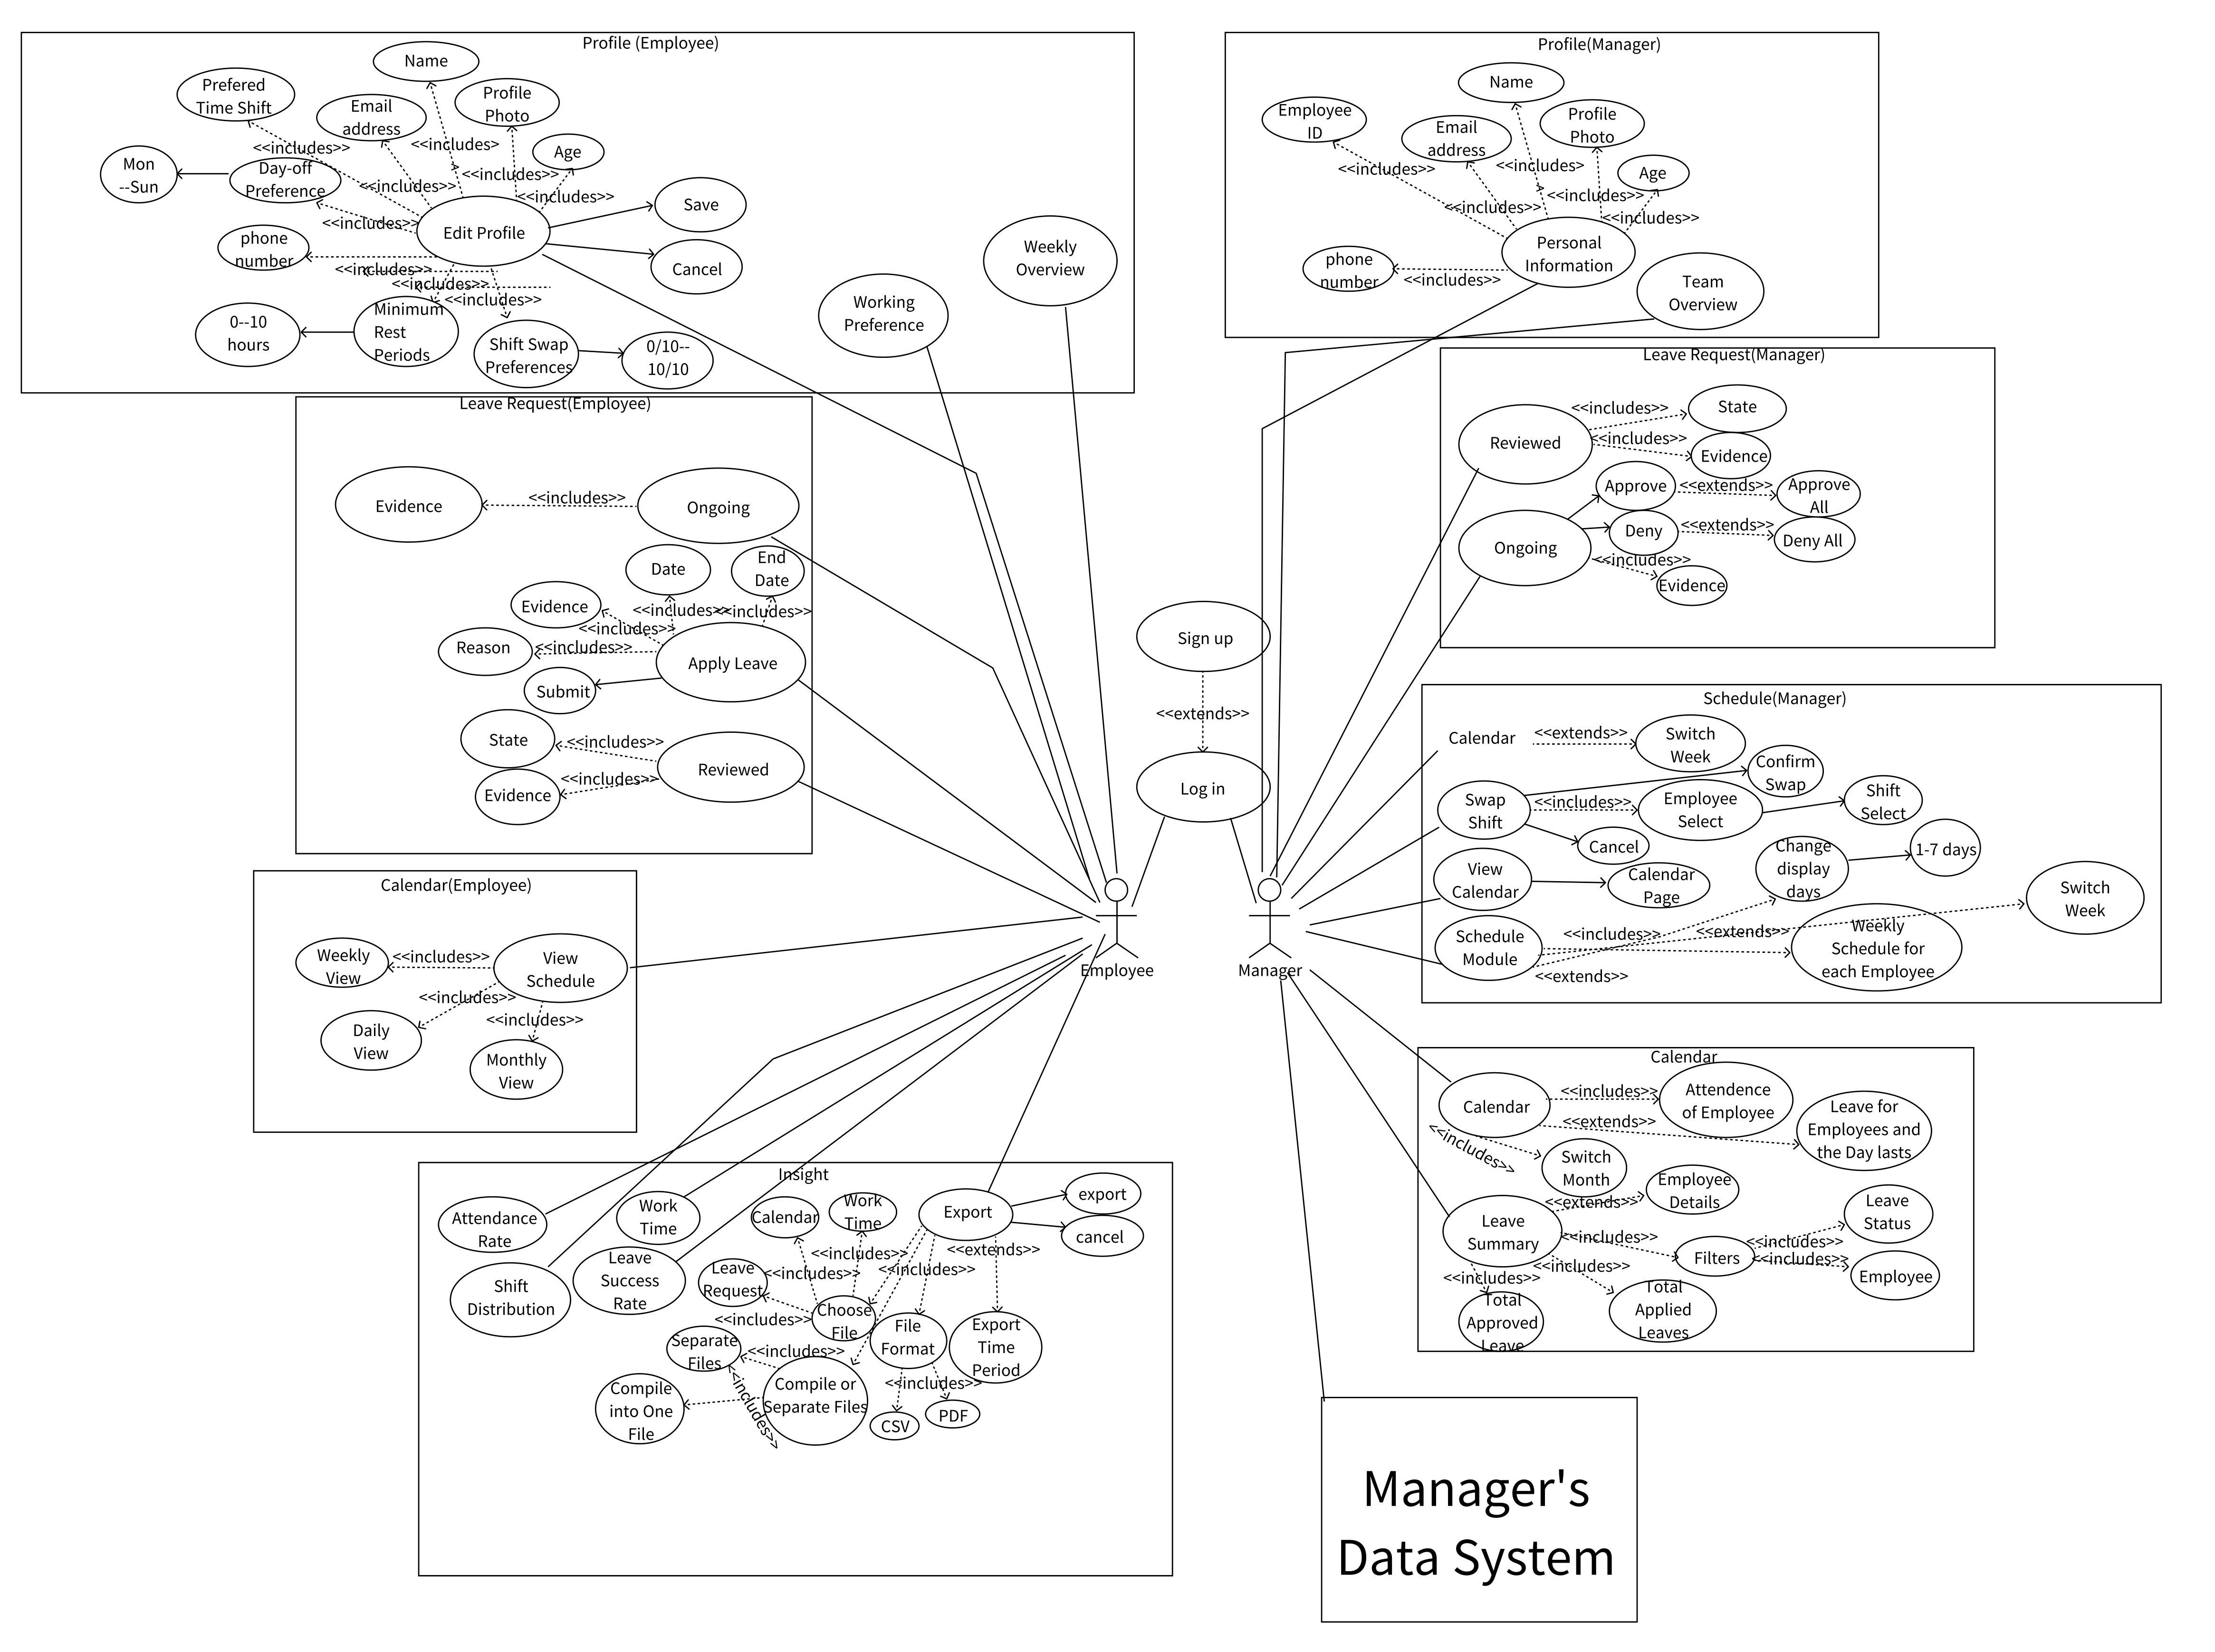 Profile (Employee)
Name
Prefered
Time Shift
Email
address
Profile
Photo
Age
<<includes>>
<<includes>
>
<<includes>>
<<includes>>
<<includes>>
Mon
--Sun
Day-off
Preference
<<includes>>
Edit Profile
Save
Cancel
phone
number
<<includes>>
<<includes>>
<<includes>>
0--10
hours
Minimum
Rest
Periods
Shift Swap
Preferences
0/10--
10/10
Working
Preference
Weekly
Overview
Profile(Manager)
Name
Employee
ID
Email
address
Profile
Photo
Age
<<includes>>
<<includes>
>
<<includes>>
<<includes>>
<<includes>>
Personal
Information
phone
number
<<includes>>
Team
Overview
Leave Request(Employee)
Evidence
<<includes>>
Ongoing
Date
End
Date
Evidence
<<includes>>
<<includes>>
<<includes>>
Reason
<<includes>>
Apply Leave
Submit
State
<<includes>>
Reviewed
Evidence
<<includes>>
Leave Request(Manager)
Reviewed
<<includes>>
State
<<includes>>
Evidence
Approve
<<extends>>
Approve
All
Ongoing
Deny
<<extends>>
Deny All
<<includes>>
Evidence
Sign up
<<extends>>
Log in
Employee
Manager
Schedule(Manager)
Calendar
<<extends>>
Switch
Week
Confirm
Swap
Swap
Shift
<<includes>>
Employee
Select
Shift
Select
Cancel
View
Calendar
Calendar
Page
Change
display
days
1-7 days
Switch
Week
Schedule
Module
<<includes>>
<<extends>>
<<extends>>
Weekly
Schedule for
each Employee
Calendar(Employee)
Weekly
View
<<includes>>
View
Schedule
<<includes>>
<<includes>>
Daily
View
Monthly
View
Calendar
Calendar
<<includes>>
Attendence
of Employee
<<extends>>
Leave for
Employees and
the Day lasts
<<includes>>
Switch
Month
Leave
Summary
<<extends>>
Employee
Details
<<includes>>
Filters
<<includes>>
<<includes>>
Leave
Status
Employee
<<includes>>
<<includes>>
Total
Approved
Leave
Total
Applied
Leaves
Insight
Attendance
Rate
Work
Time
Calendar
Work
Time
Export
export
cancel
Shift
Distribution
Leave
Success
Rate
Leave
Request
<<includes>>
<<includes>>
<<includes>>
<<extends>>
<<includes>>
Choose
File
File
Format
Export
Time
Period
Separate
Files
<<includes>>
<<includes>>
Compile
into One
File
Compile or
Separate Files
<<includes>>
CSV
PDF
Manager's
Data System